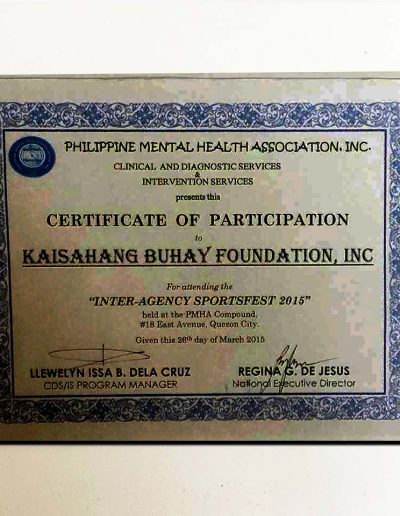 PHILIPPINE MENTAL HEALTH ASSOCIATION, INC.
CLINICAL AND DIAGNOSTIC SERVICES
&
INTERVENTION SERVICES
presents this
CERTIFICATE OF PARTICIPATION
to
KAISAHANG BUHAY FOUNDATION, INC
For attending the
"INTER-AGENCY SPORTSFEST 2015"
held at the PMHA Compound,
#18 East Avenue, Quezon City.
Given this 26th day of March 2015
LLEWELYN ISSA B. DELA CRUZ
CDS/IS PROGRAM MANAGER
REGINA G. DE JESUS
National Executive Director